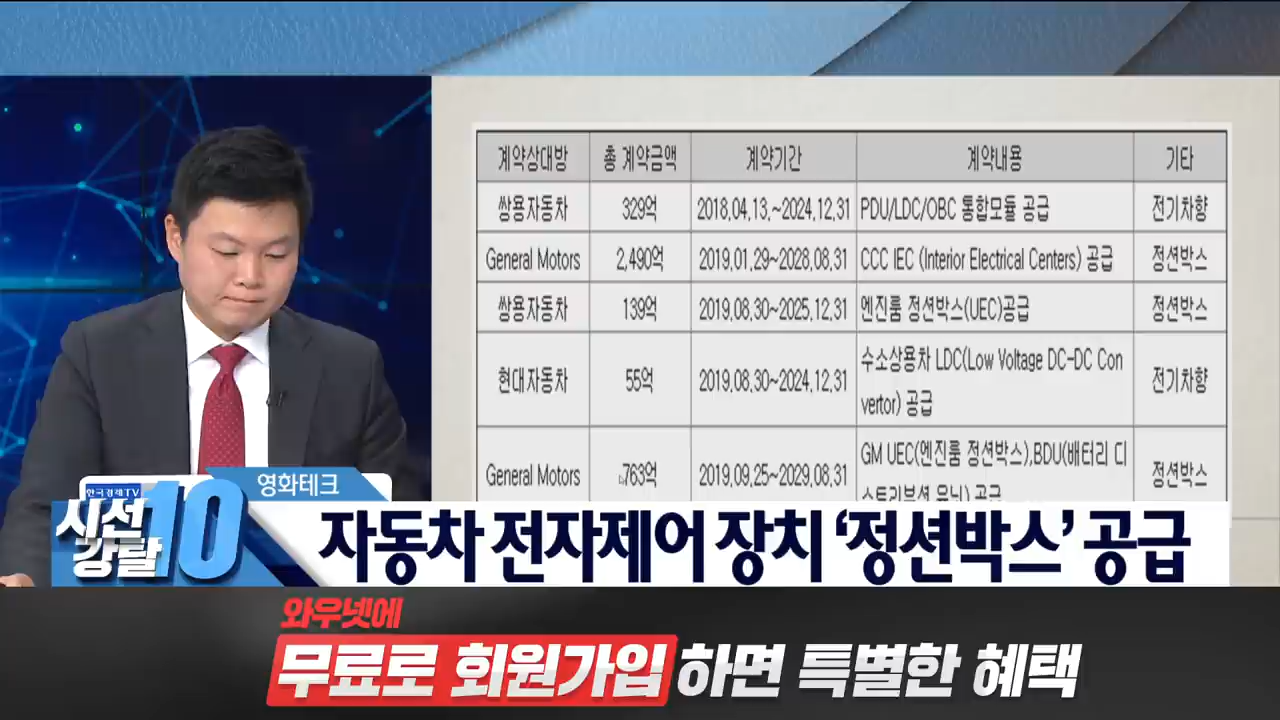 계약상대방 총 계약금액 계약기간 계약내용 기타
쌍용자동차 329억 2018.04.13.~2024.12.31 PDU/LDC/OBC 통합모듈 공급 전기차향
General Motors 2,490억 2019.01.29~2028.08.31 CCC IEC (Interior Electrical Centers) 공급 정션박스
쌍용자동차 139억 2019.08.30~2025.12.31 엔진룸 정션박스(UEC)공급 정션박스
현대자동차 55억 2019.08.30~2024.12.31 수소상용차 LDC(Low Voltage DC-DC Con
vertor) 공급 전기차향
General Motors 763억 2019.09.25~2029.08.31 GM UEC(엔진룸 정션박스),BDU(배터리 디
스트리뷰션 유닛) 공급 정션박스
한국경제TV
시선
강탈
10
영화테크
자동차 전자제어 장치 ‘정션박스’ 공급
와우넷에
무료로 회원가입 하면 특별한 혜택